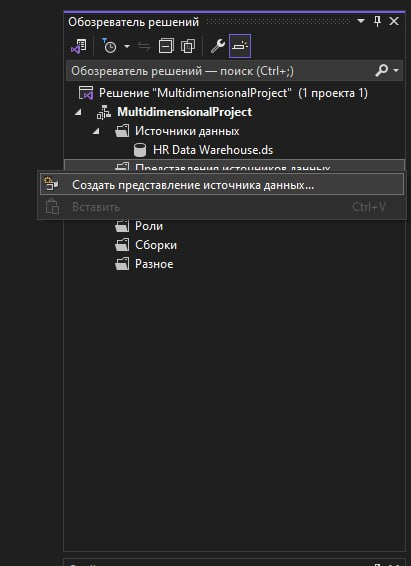 Обозреватель решений
Обозреватель решений — поиск (Ctrl+;)
Решение "MultidimensionalProject" (1 проекта 1)
MultidimensionalProject
Источники данных
HR Data Warehouse.ds
Представления источников данных
Создать представление источника данных...
Вставить Ctrl+V
Роли
Сборки
Разное